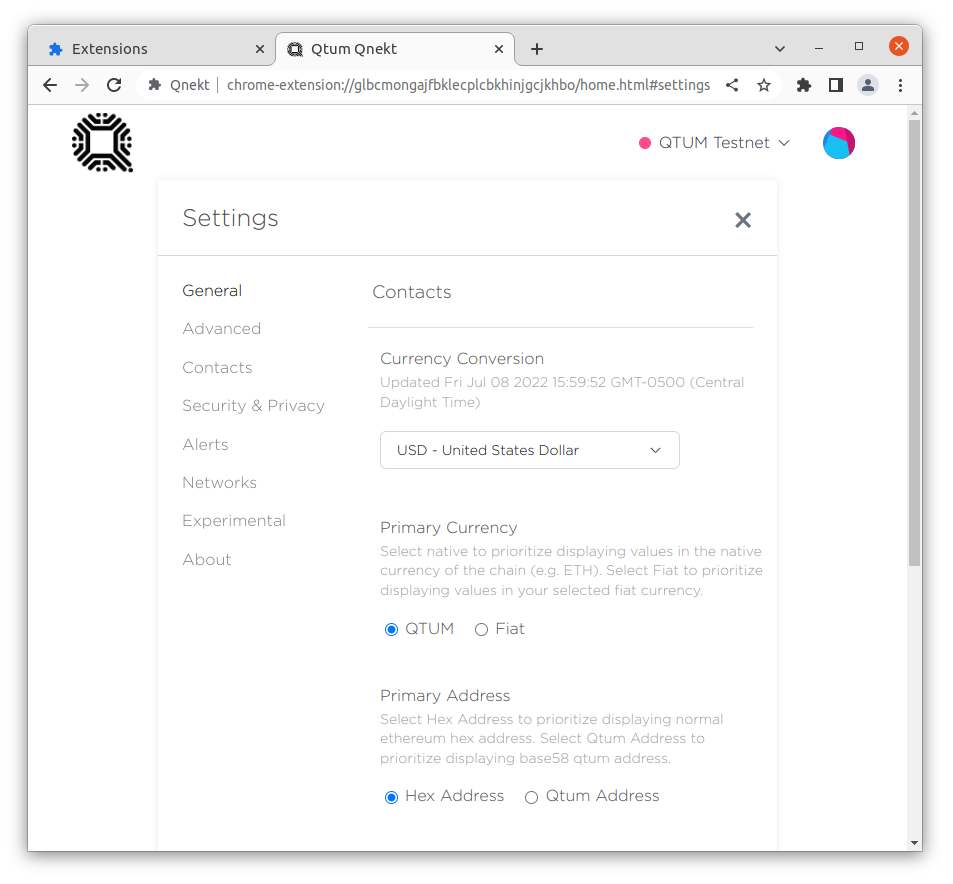 Extensions
Qtum Qnekt
Qnekt
chrome-extension://glbcmongajfbklecplcbkhinjgcjkhbo/home.html#settings
QTUM Testnet
Settings
General
Advanced
Contacts
Security & Privacy
Alerts
Networks
Experimental
About
Contacts
Currency Conversion
Updated Fri Jul 08 2022 15:59:52 GMT-0500 (Central
Daylight Time)
USD - United States Dollar
Primary Currency
Select native to prioritize displaying values in the native
currency of the chain (e.g. ETH). Select Fiat to prioritize
displaying values in your selected fiat currency.
QTUM Fiat
Primary Address
Select Hex Address to prioritize displaying normal
ethereum hex address. Select Qtum Address to
prioritize displaying base58 qtum address.
Hex Address Qtum Address